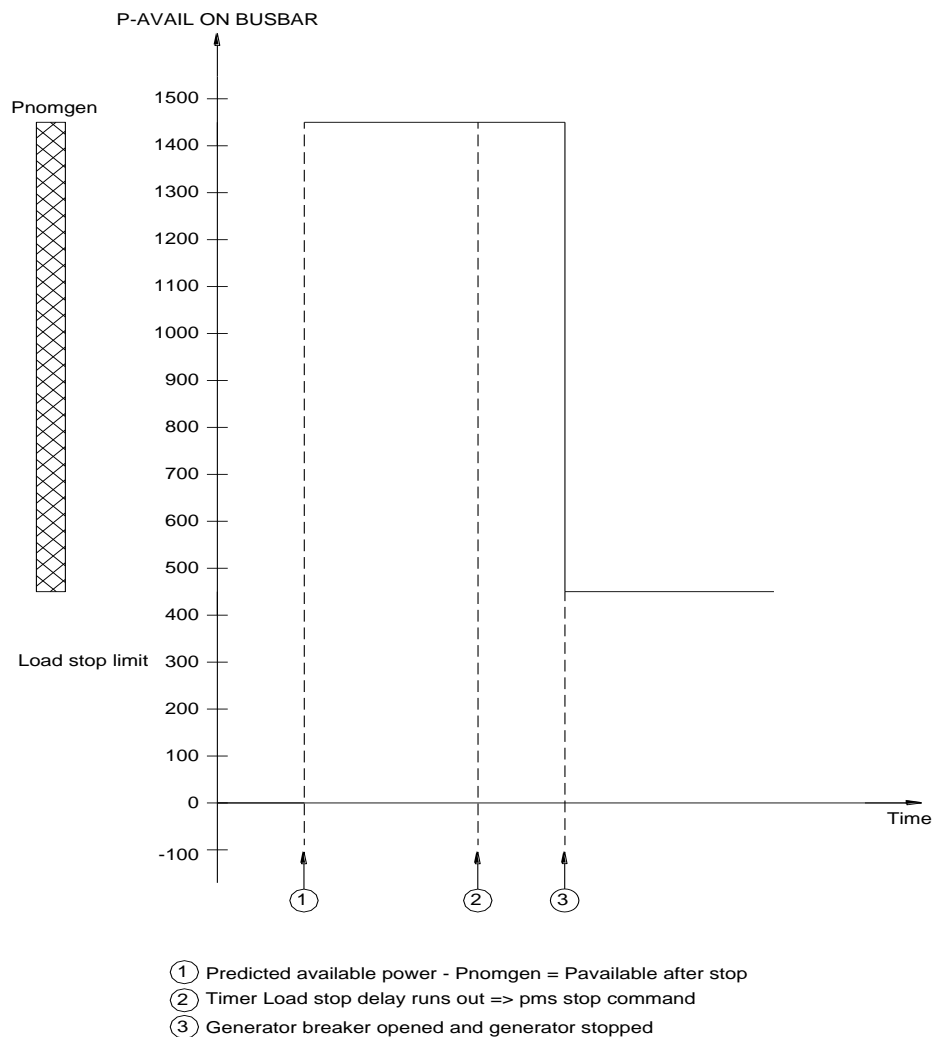 P-AVAIL ON BUSBAR
Pnomgen
1500
1400
1300
1200
1100
1000
900
800
700
600
500
400
Load stop limit
300
200
100
0
Time
-100
1
2
3
1 Predicted available power - Pnomgen = Pavailable after stop
2 Timer Load stop delay runs out => pms stop command
3 Generator breaker opened and generator stopped